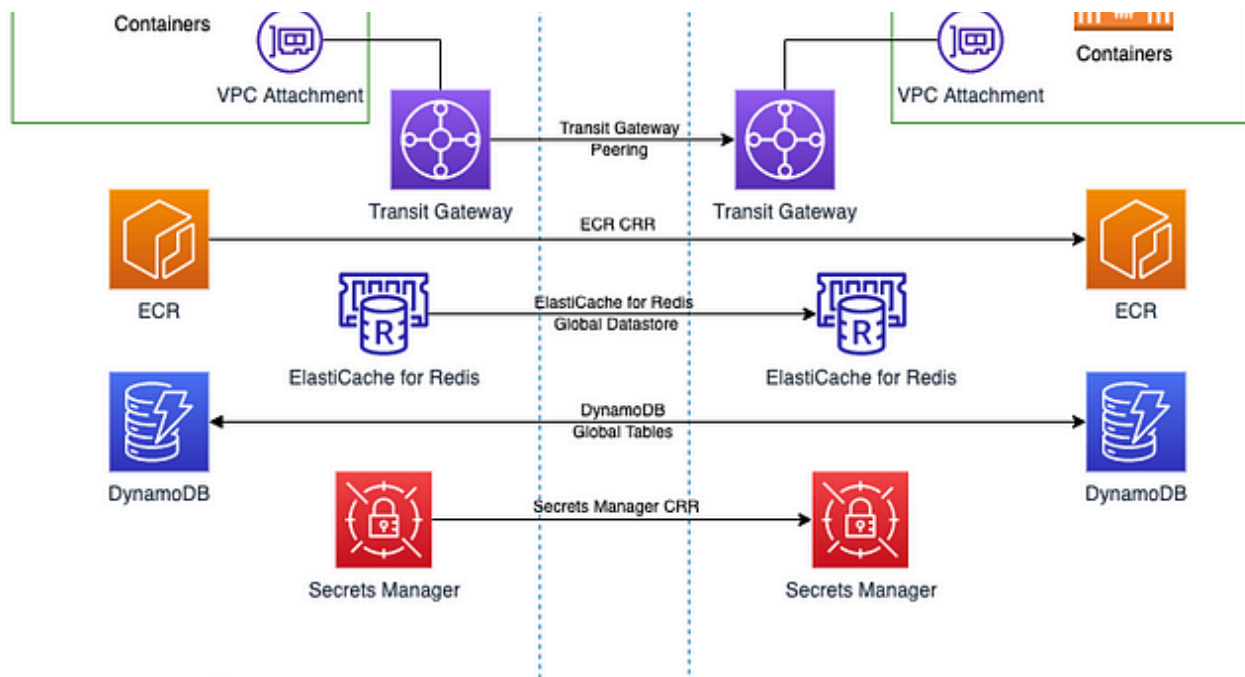 Containers
VPC Attachment
VPC Attachment
Containers
Transit Gateway
Peering
Transit Gateway
Transit Gateway
ECR CRR
ECR
ECR
ElastiCache for Redis
Global Datastore
R
R
ElastiCache for Redis
ElastiCache for Redis
DynamoDB
Global Tables
DynamoDB
DynamoDB
Secrets Manager CRR
Secrets Manager
Secrets Manager